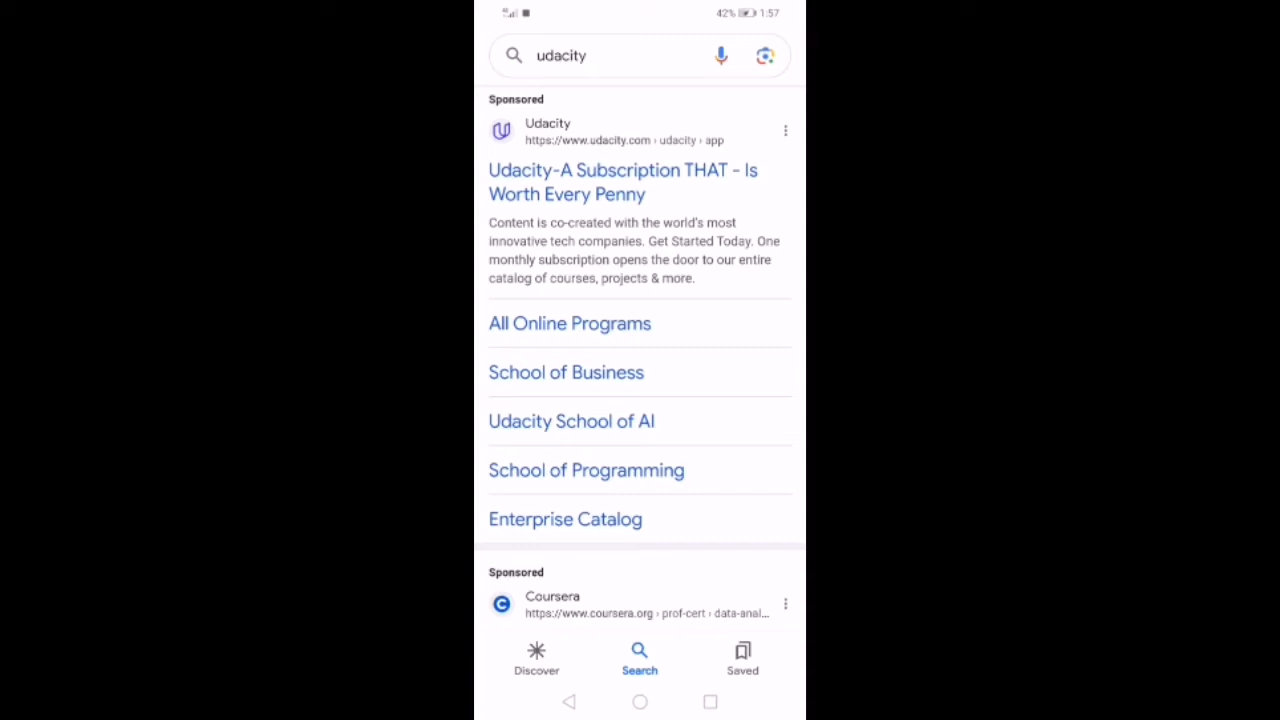 42% 1:57
udacity
Sponsored
Udacity
https://www.udacity.com › udacity › app
Udacity-A Subscription THAT - Is
Worth Every Penny
Content is co-created with the world's most
innovative tech companies. Get Started Today. One
monthly subscription opens the door to our entire
catalog of courses, projects & more.
All Online Programs
School of Business
Udacity School of AI
School of Programming
Enterprise Catalog
Sponsored
Coursera
https://www.coursera.org › prof-cert › data-anal...
Discover
Search
Saved